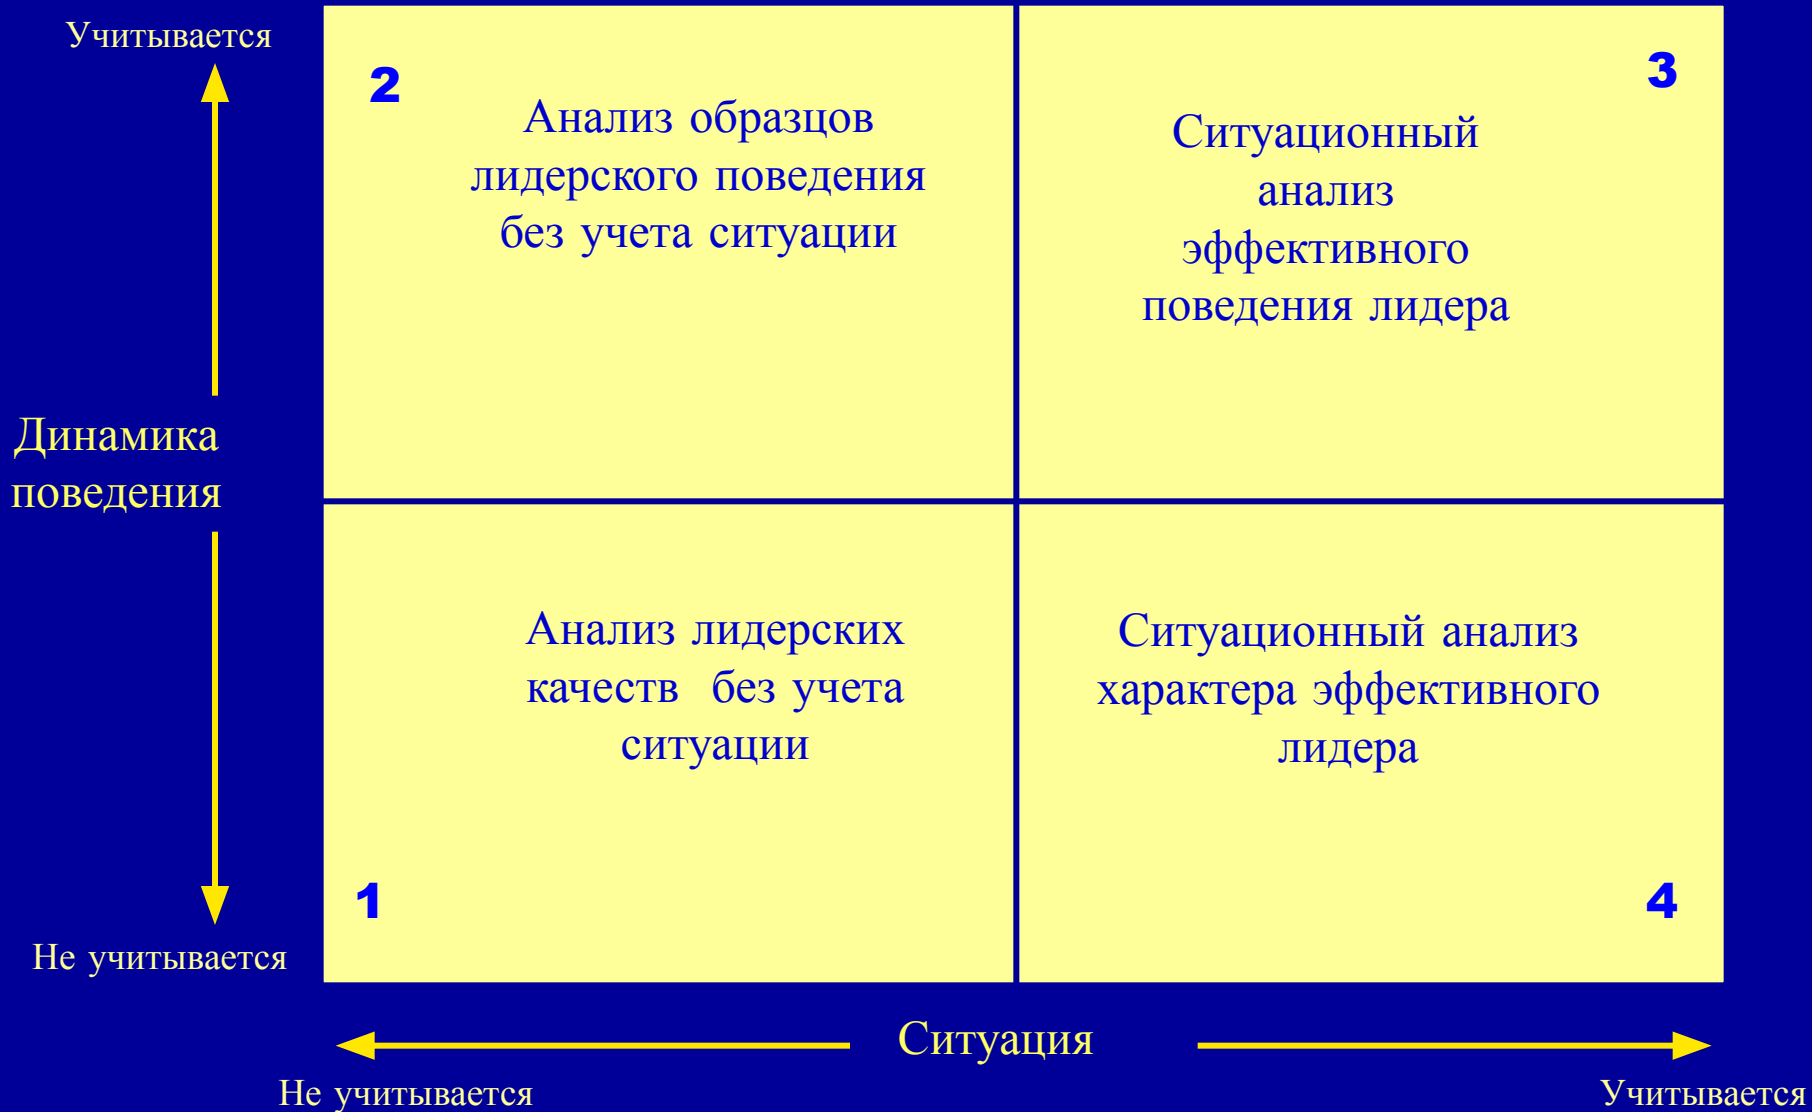 Учитывается
2
Анализ образцов
лидерского поведения
без учета ситуации
3
Ситуационный
анализ
эффективного
поведения лидера
Динамика
поведения
Анализ лидерских
качеств  без учета
ситуации
1
Ситуационный анализ
характера эффективного
лидера
4
Не учитывается
Ситуация
Не учитывается
Учитывается